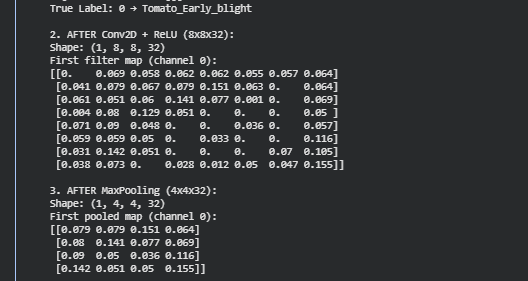 True Label: 0 → Tomato_Early_blight
2. AFTER Conv2D + ReLU (8x8x32):
Shape: (1, 8, 8, 32)
First filter map (channel 0):
[[0.    0.069 0.058 0.062 0.062 0.055 0.057 0.064]
[0.041 0.079 0.067 0.079 0.151 0.063 0.    0.064]
[0.061 0.051 0.06  0.141 0.077 0.001 0.    0.069]
[0.004 0.08  0.129 0.051 0.    0.    0.    0.05 ]
[0.071 0.09  0.048 0.    0.    0.036 0.    0.057]
[0.059 0.059 0.05  0.    0.033 0.    0.    0.116]
[0.031 0.142 0.051 0.    0.    0.    0.07  0.105]
[0.038 0.073 0.    0.028 0.012 0.05  0.047 0.155]]
3. AFTER MaxPooling (4x4x32):
Shape: (1, 4, 4, 32)
First pooled map (channel 0):
[[0.079 0.079 0.151 0.064]
[0.08  0.141 0.077 0.069]
[0.09  0.05  0.036 0.116]
[0.142 0.051 0.05  0.155]]